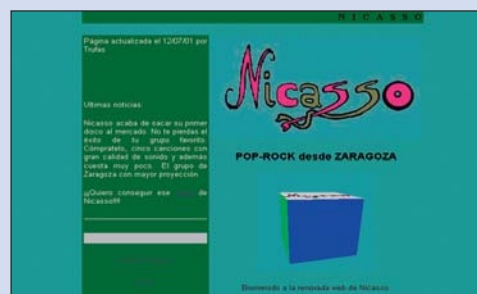 N I C A S S O
Página actualizada el 12/07/01 por
Trufas
Ultimas noticias:
Nicasso acaba de sacar su primer
disco al mercado. No te pierdas el
éxito de tu grupo favorito.
Cómpratelo, cinco canciones con
gran calidad de sonido y además
cuesta muy poco. El grupo de
Zaragoza con mayor proyección
¡¡¡Quiero conseguir ese de
Nicasso!!!
Nicasso
POP-ROCK desde ZARAGOZA
Bienvenido a la renovada web de Nicasso